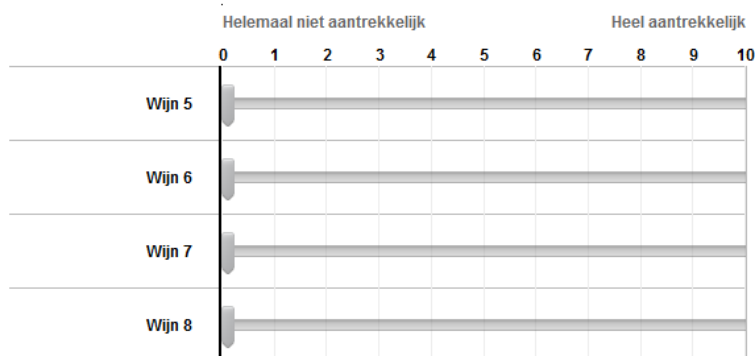 Helemaal niet aantrekkelijk Heel aantrekkelijk
0 1 2 3 4 5 6 7 8 9 10
Wijn 5
Wijn 6
Wijn 7
Wijn 8